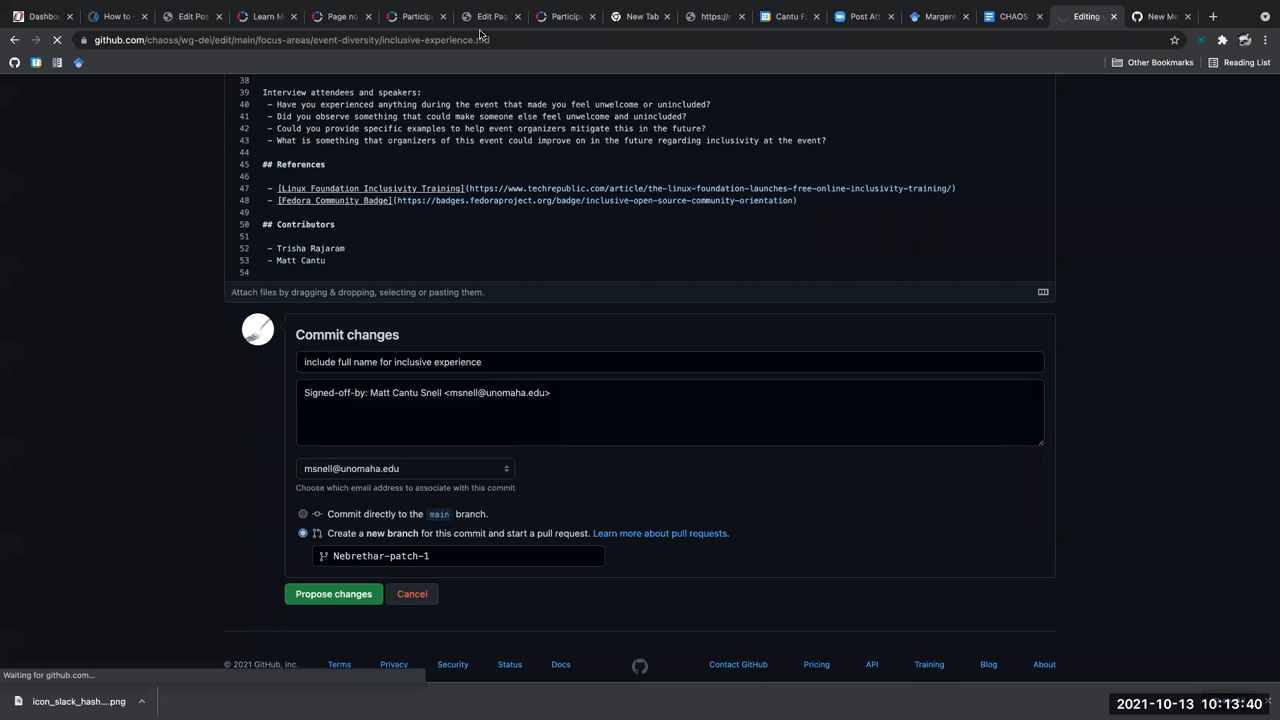 Dashbo
How to
Edit Pos
Learn M
Page no
Particip
Edit Pag
Particip
New Tab
https://
Cantu F
Post Att
Margere
CHAOS
Editing
New Me
github.com/chaoss/wg-dei/edit/main/focus-areas/event-diversity/inclusive-experience.md
Other Bookmarks
Reading List
38
39 Interview attendees and speakers:
40 - Have you experienced anything during the event that made you feel unwelcome or unincluded?
41 - Did you observe something that could make someone else feel unwelcome and unincluded?
42 - Could you provide specific examples to help event organizers mitigate this in the future?
43 - What is something that organizers of this event could improve on in the future regarding inclusivity at the event?
44
45 ## References
46
47 - [Linux Foundation Inclusivity Training](https://www.techrepublic.com/article/the-linux-foundation-launches-free-online-inclusivity-training/)
48 - [Fedora Community Badge](https://badges.fedoraproject.org/badge/inclusive-open-source-community-orientation)
49
50 ## Contributors
51
52 - Trisha Rajaram
53 - Matt Cantu
54
Attach files by dragging & dropping, selecting or pasting them.
Commit changes
include full name for inclusive experience
Signed-off-by: Matt Cantu Snell <msnell@unomaha.edu>
msnell@unomaha.edu
Choose which email address to associate with this commit
Commit directly to the main branch.
Create a new branch for this commit and start a pull request. Learn more about pull requests.
Nebrethar-patch-1
Propose changes
Cancel
© 2021 GitHub, Inc.
Terms
Privacy
Security
Status
Docs
Contact GitHub
Pricing
API
Training
Blog
About
Waiting for github.com...
icon_slack_hash....png
2021-10-13 10:13:40